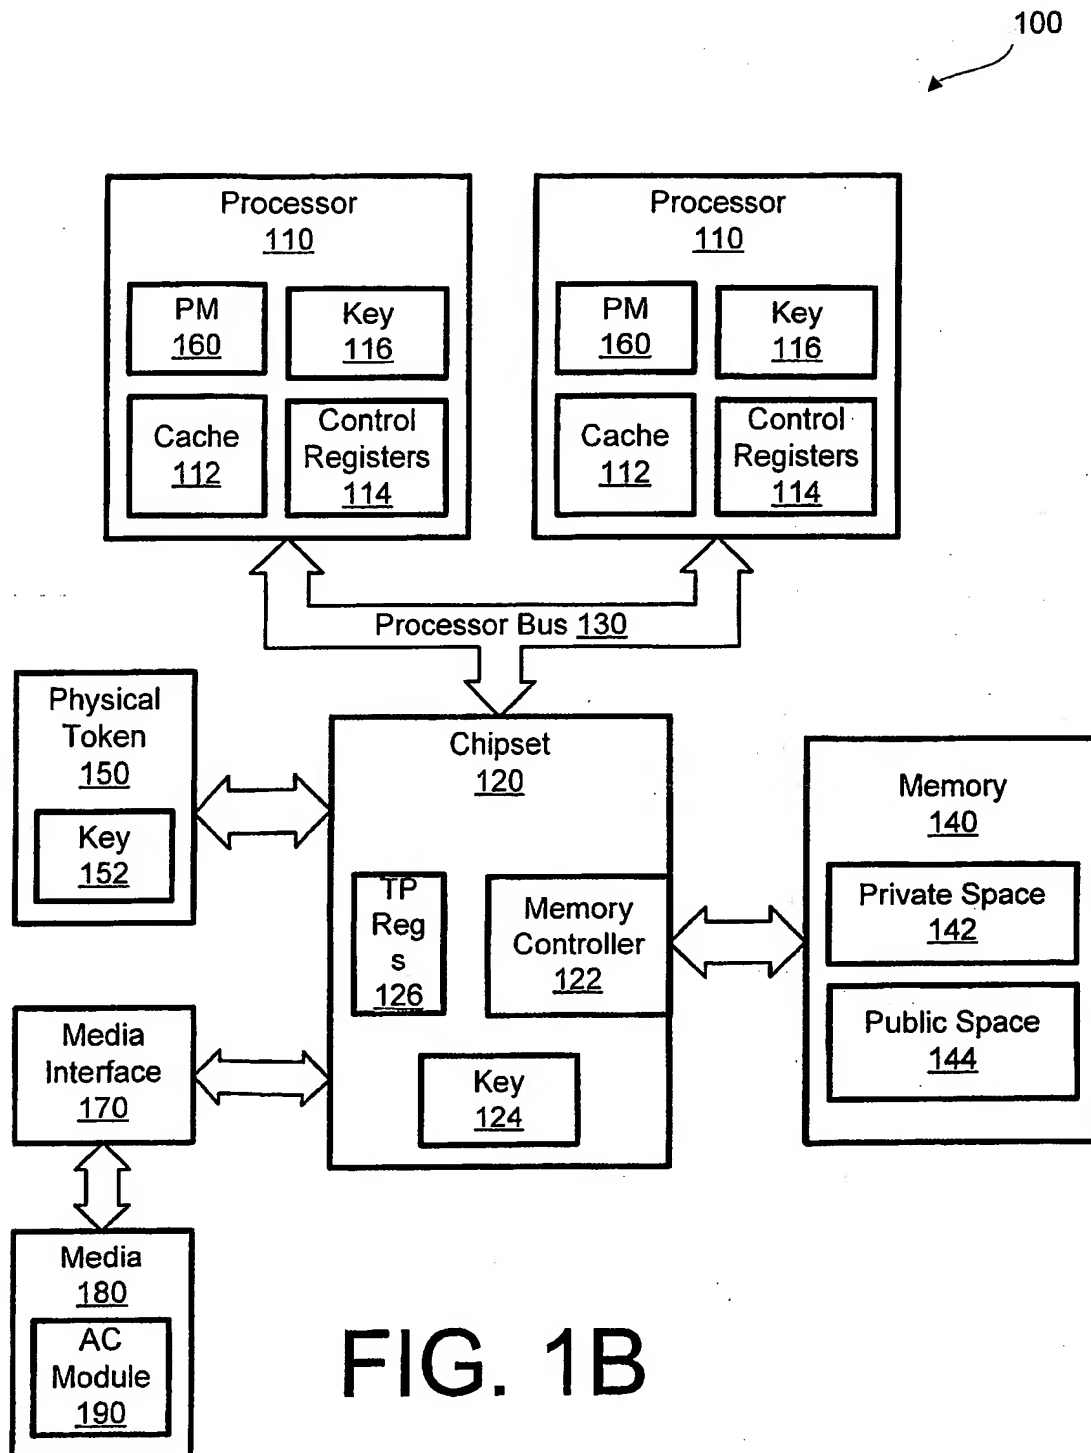 100
Processor
110
PM
160
Key
116
Cache
112
Control
Registers
114
Processor
110
PM
160
Key
116
Cache
112
Control
Registers
114
Processor Bus 130
Physical
Token
150
Key
152
Chipset
120
TP
Reg
s
126
Memory
Controller
122
Key
124
Memory
140
Private Space
142
Public Space
144
Media
Interface
170
Media
180
AC
Module
190
FIG. 1B